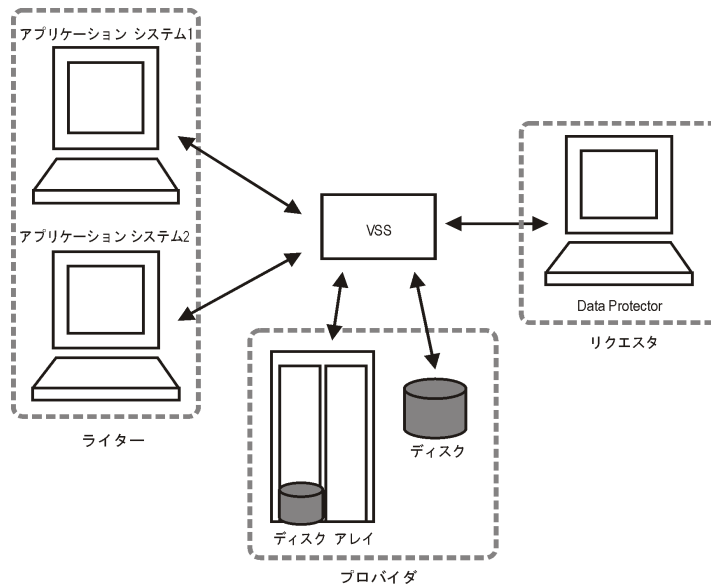 アプリケーション システム1
アプリケーション システム2
ライター
VSS
Data Protector
リクエスタ
ディスク
ディスク アレイ
プロバイダ